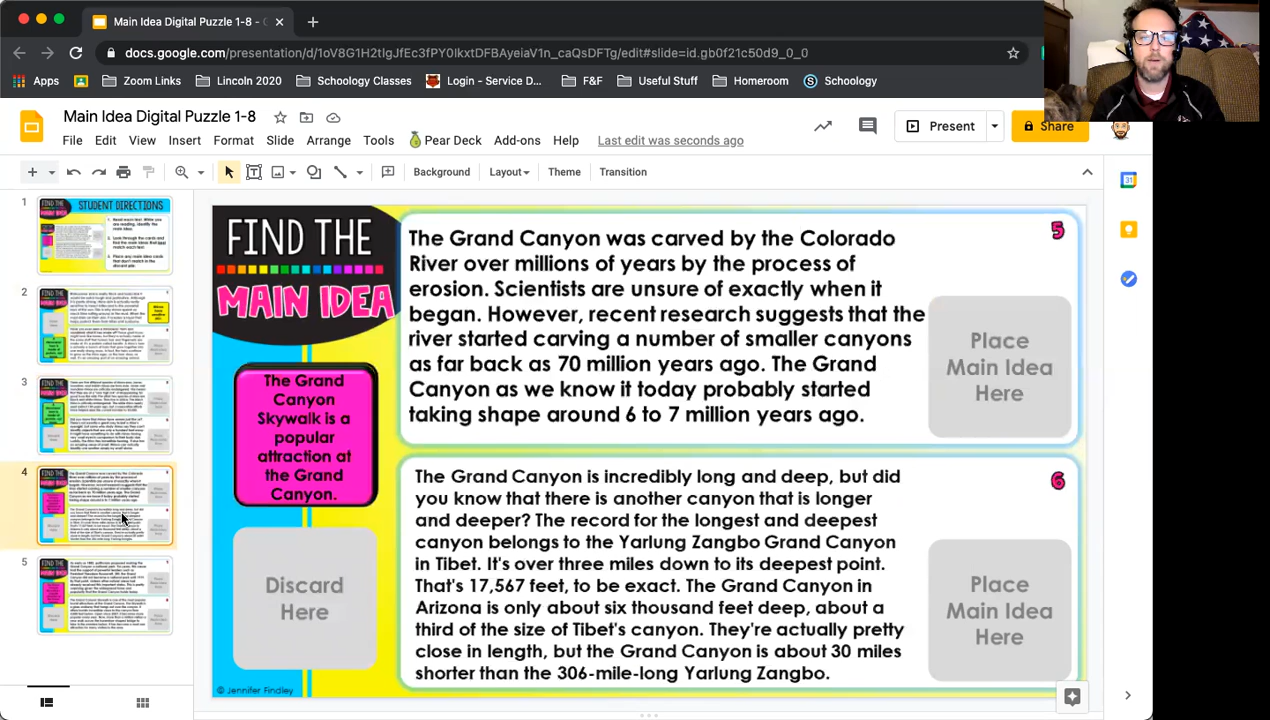 Main Idea Digital Puzzle 1-8 - G
docs.google.com/presentation/d/1oV8G1H2tIgJfEc3fPY0IkxtDFBAyeiaV1n_caQsDFTg/edit#slide=id.gb0f21c50d9_0_0
Apps
Zoom Links
Lincoln 2020
Schoology Classes
Login - Service D...
F&F
Useful Stuff
Homeroom
Schoology
Main Idea Digital Puzzle 1-8
Present
Share
File Edit View Insert Format Slide Arrange Tools Pear Deck Add-ons Help Last edit was seconds ago
Background Layout Theme Transition
1
FIND THE
MAIN IDEA
STUDENT DIRECTIONS
2
3
4
5
FIND THE
MAIN IDEA
The Grand
Canyon
Skywalk is a
popular
attraction at
the Grand
Canyon.
Discard
Here
© Jennifer Findley
5
The Grand Canyon was carved by the Colorado
River over millions of years by the process of
erosion. Scientists are unsure of exactly when it
began. However, recent research suggests that the
river started carving a number of smaller canyons
as far back as 70 million years ago. The Grand
Canyon as we know it today probably started
taking shape around 6 to 7 million years ago.
Place
Main Idea
Here
6
The Grand Canyon is incredibly long and deep, but did
you know that there is another canyon that is longer
and deeper? The record for the longest and deepest
canyon belongs to the Yarlung Zangbo Grand Canyon
in Tibet. It's over three miles down to its deepest point.
That's 17,567 feet, to be exact. The Grand Canyon in
Arizona is only about six thousand feet deep, about a
third of the size of Tibet's canyon. They're actually pretty
close in length, but the Grand Canyon is about 30 miles
shorter than the 306-mile-long Yarlung Zangbo.
Place
Main Idea
Here